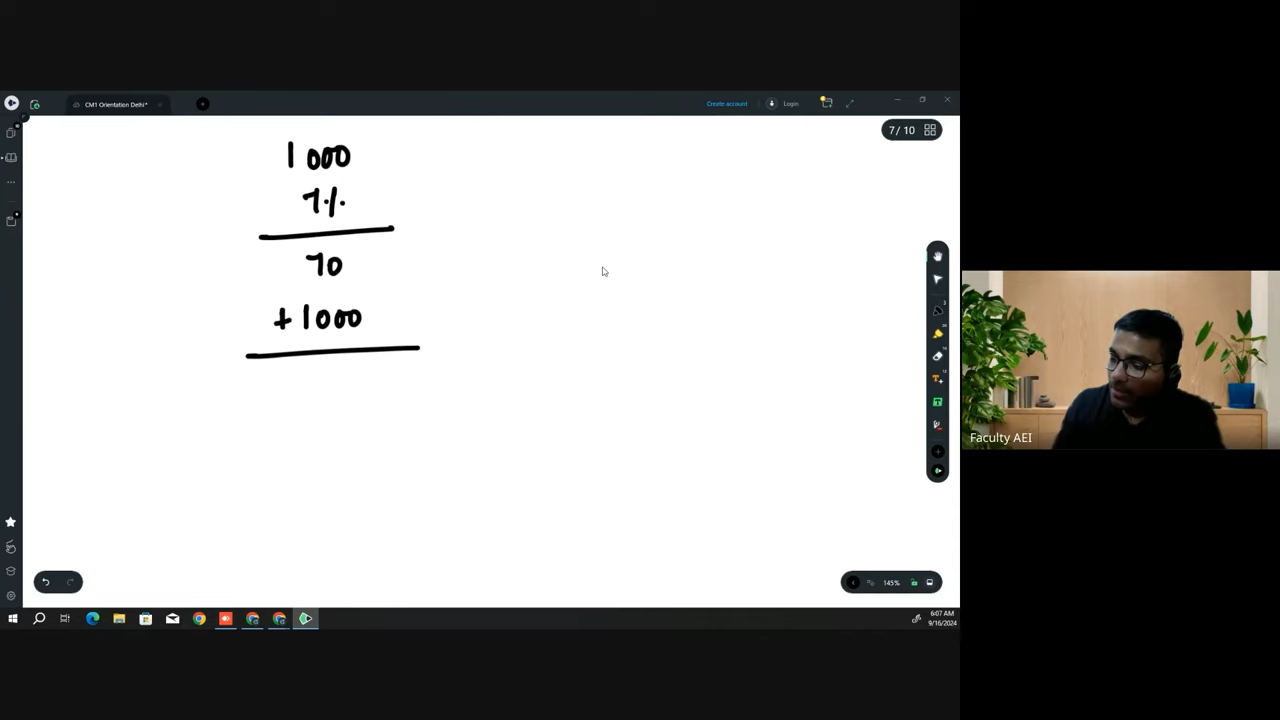 CM1 Orientation Delhi*
Create account
Login
7/ 10
1000
7%
70
+1000
Faculty AEI
145%
6:07 AM
9/16/2024